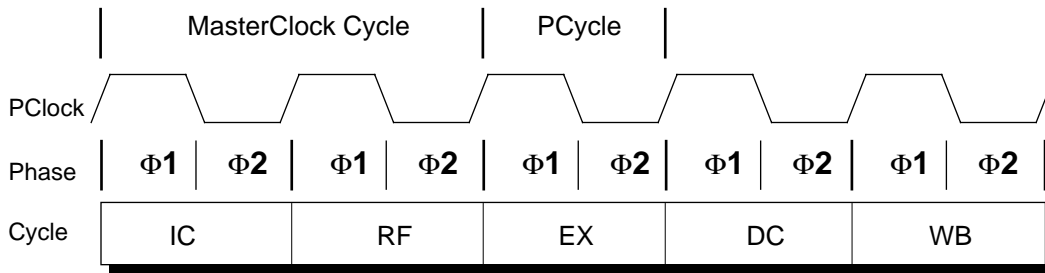 MasterClock Cycle PCycle
PClock
Phase Φ1 Φ2 Φ1 Φ2 Φ1 Φ2 Φ1 Φ2 Φ1 Φ2
Cycle IC RF EX DC WB